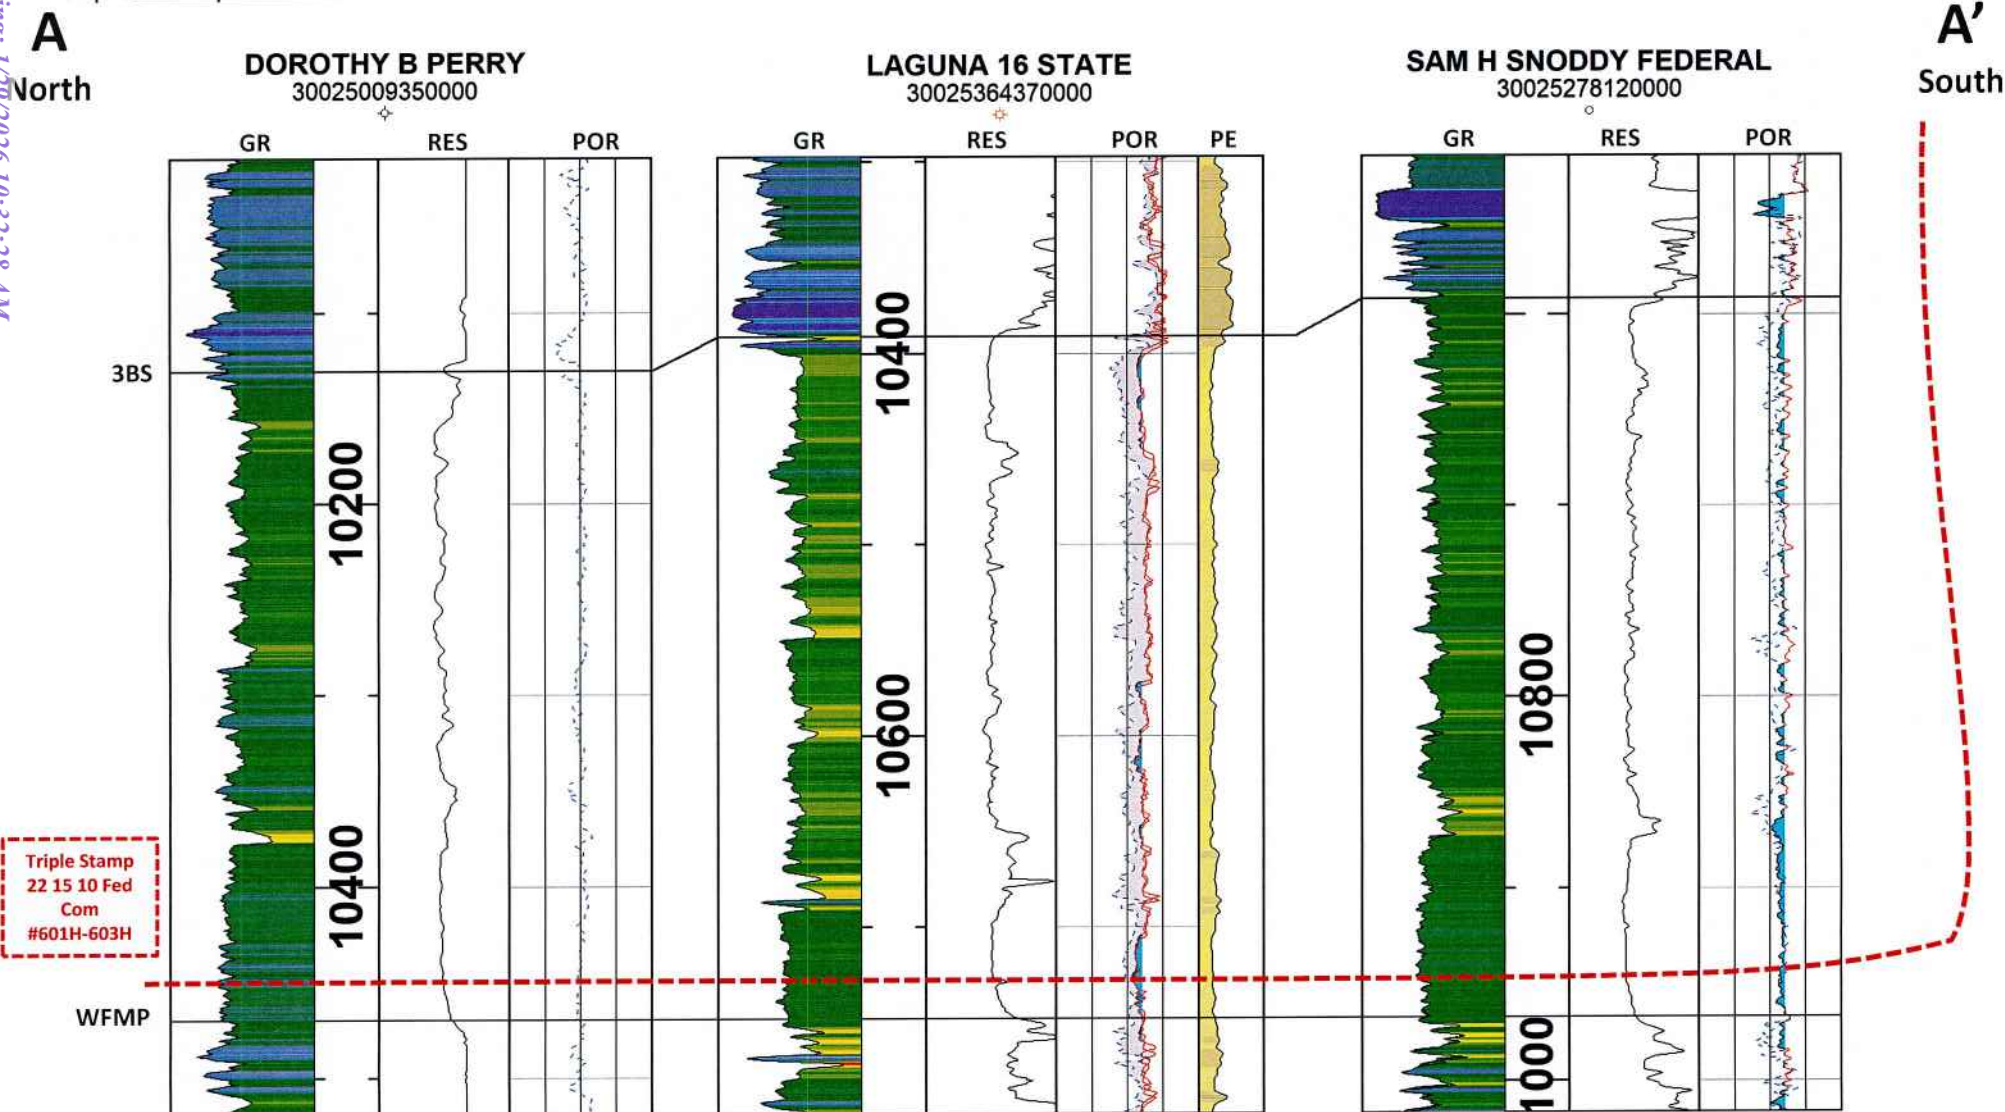 A
A'
North
South
DOROTHY B PERRY
30025009350000
LAGUNA 16 STATE
30025364370000
SAM H SNODDY FEDERAL
30025278120000
GR RES POR
GR RES POR PE
GR RES POR
3BS
10200
10400
10400
10600
10800
11000
Triple Stamp
22 15 10 Fed
Com
#601H-603H
WFMP